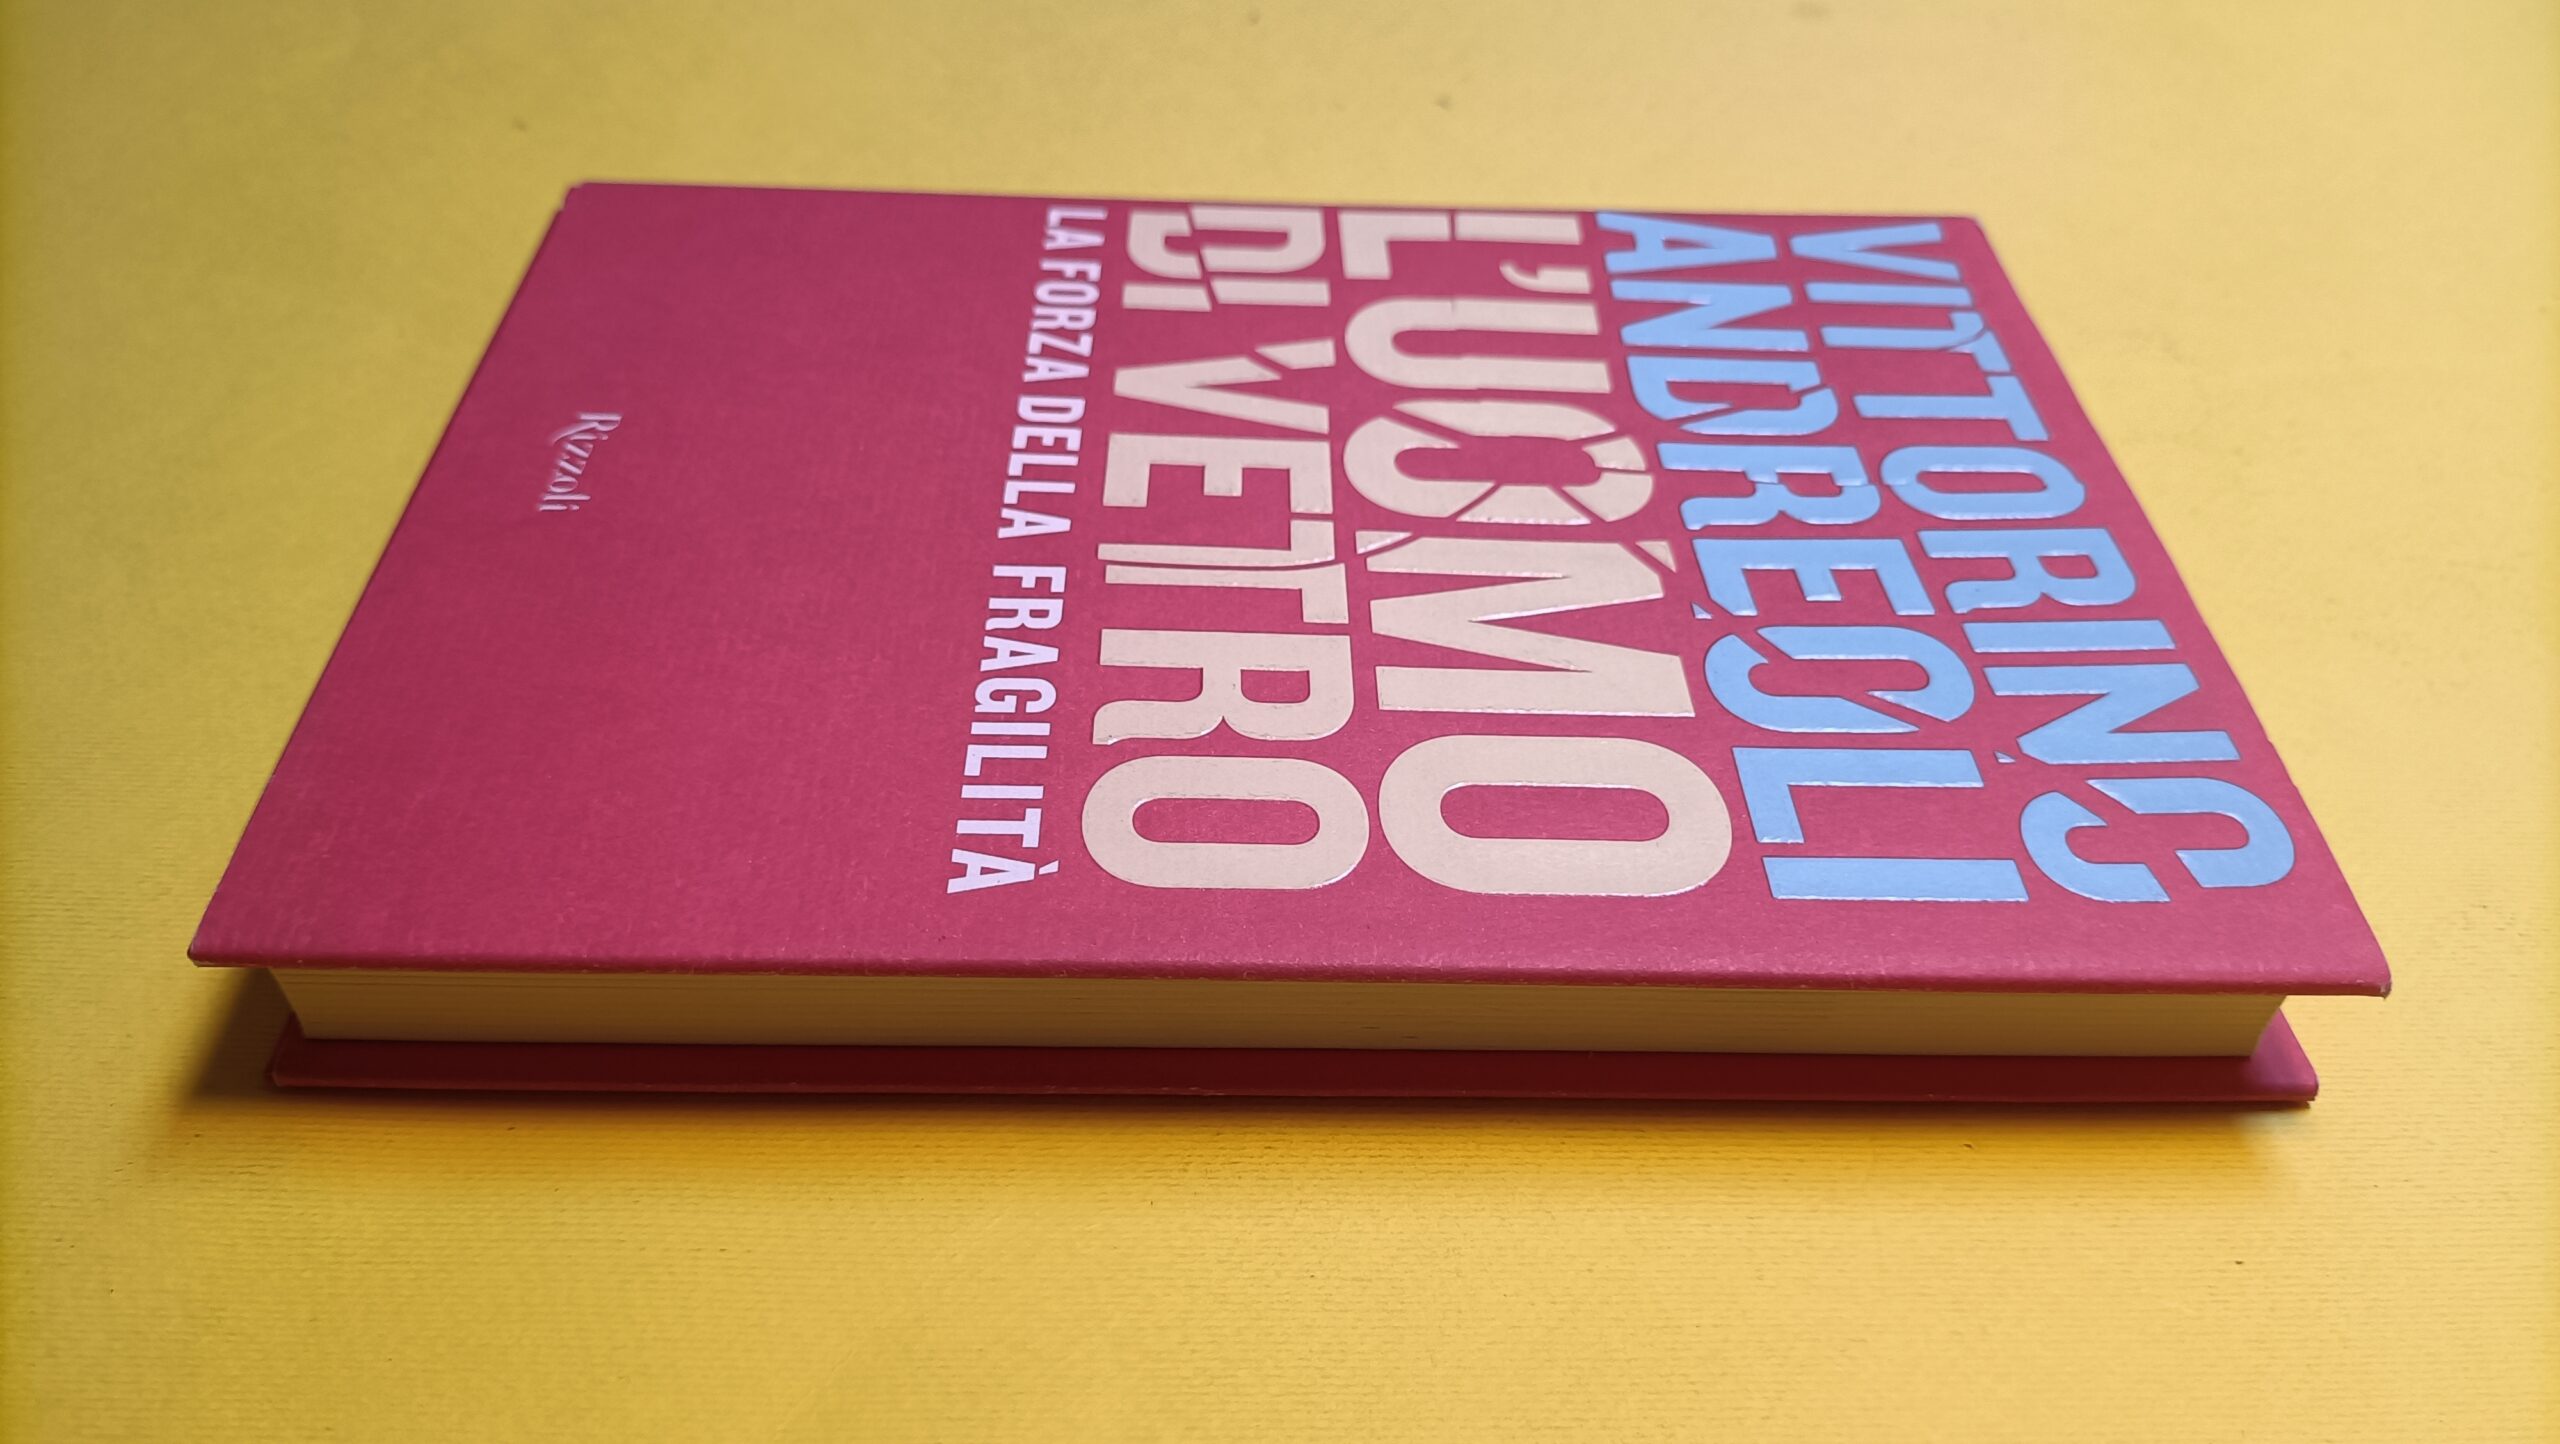 VITTORINO
ANDREOLI
L'UOMO
DI VETRO
LA FORZA DELLA FRAGILITÀ
Rizzoli